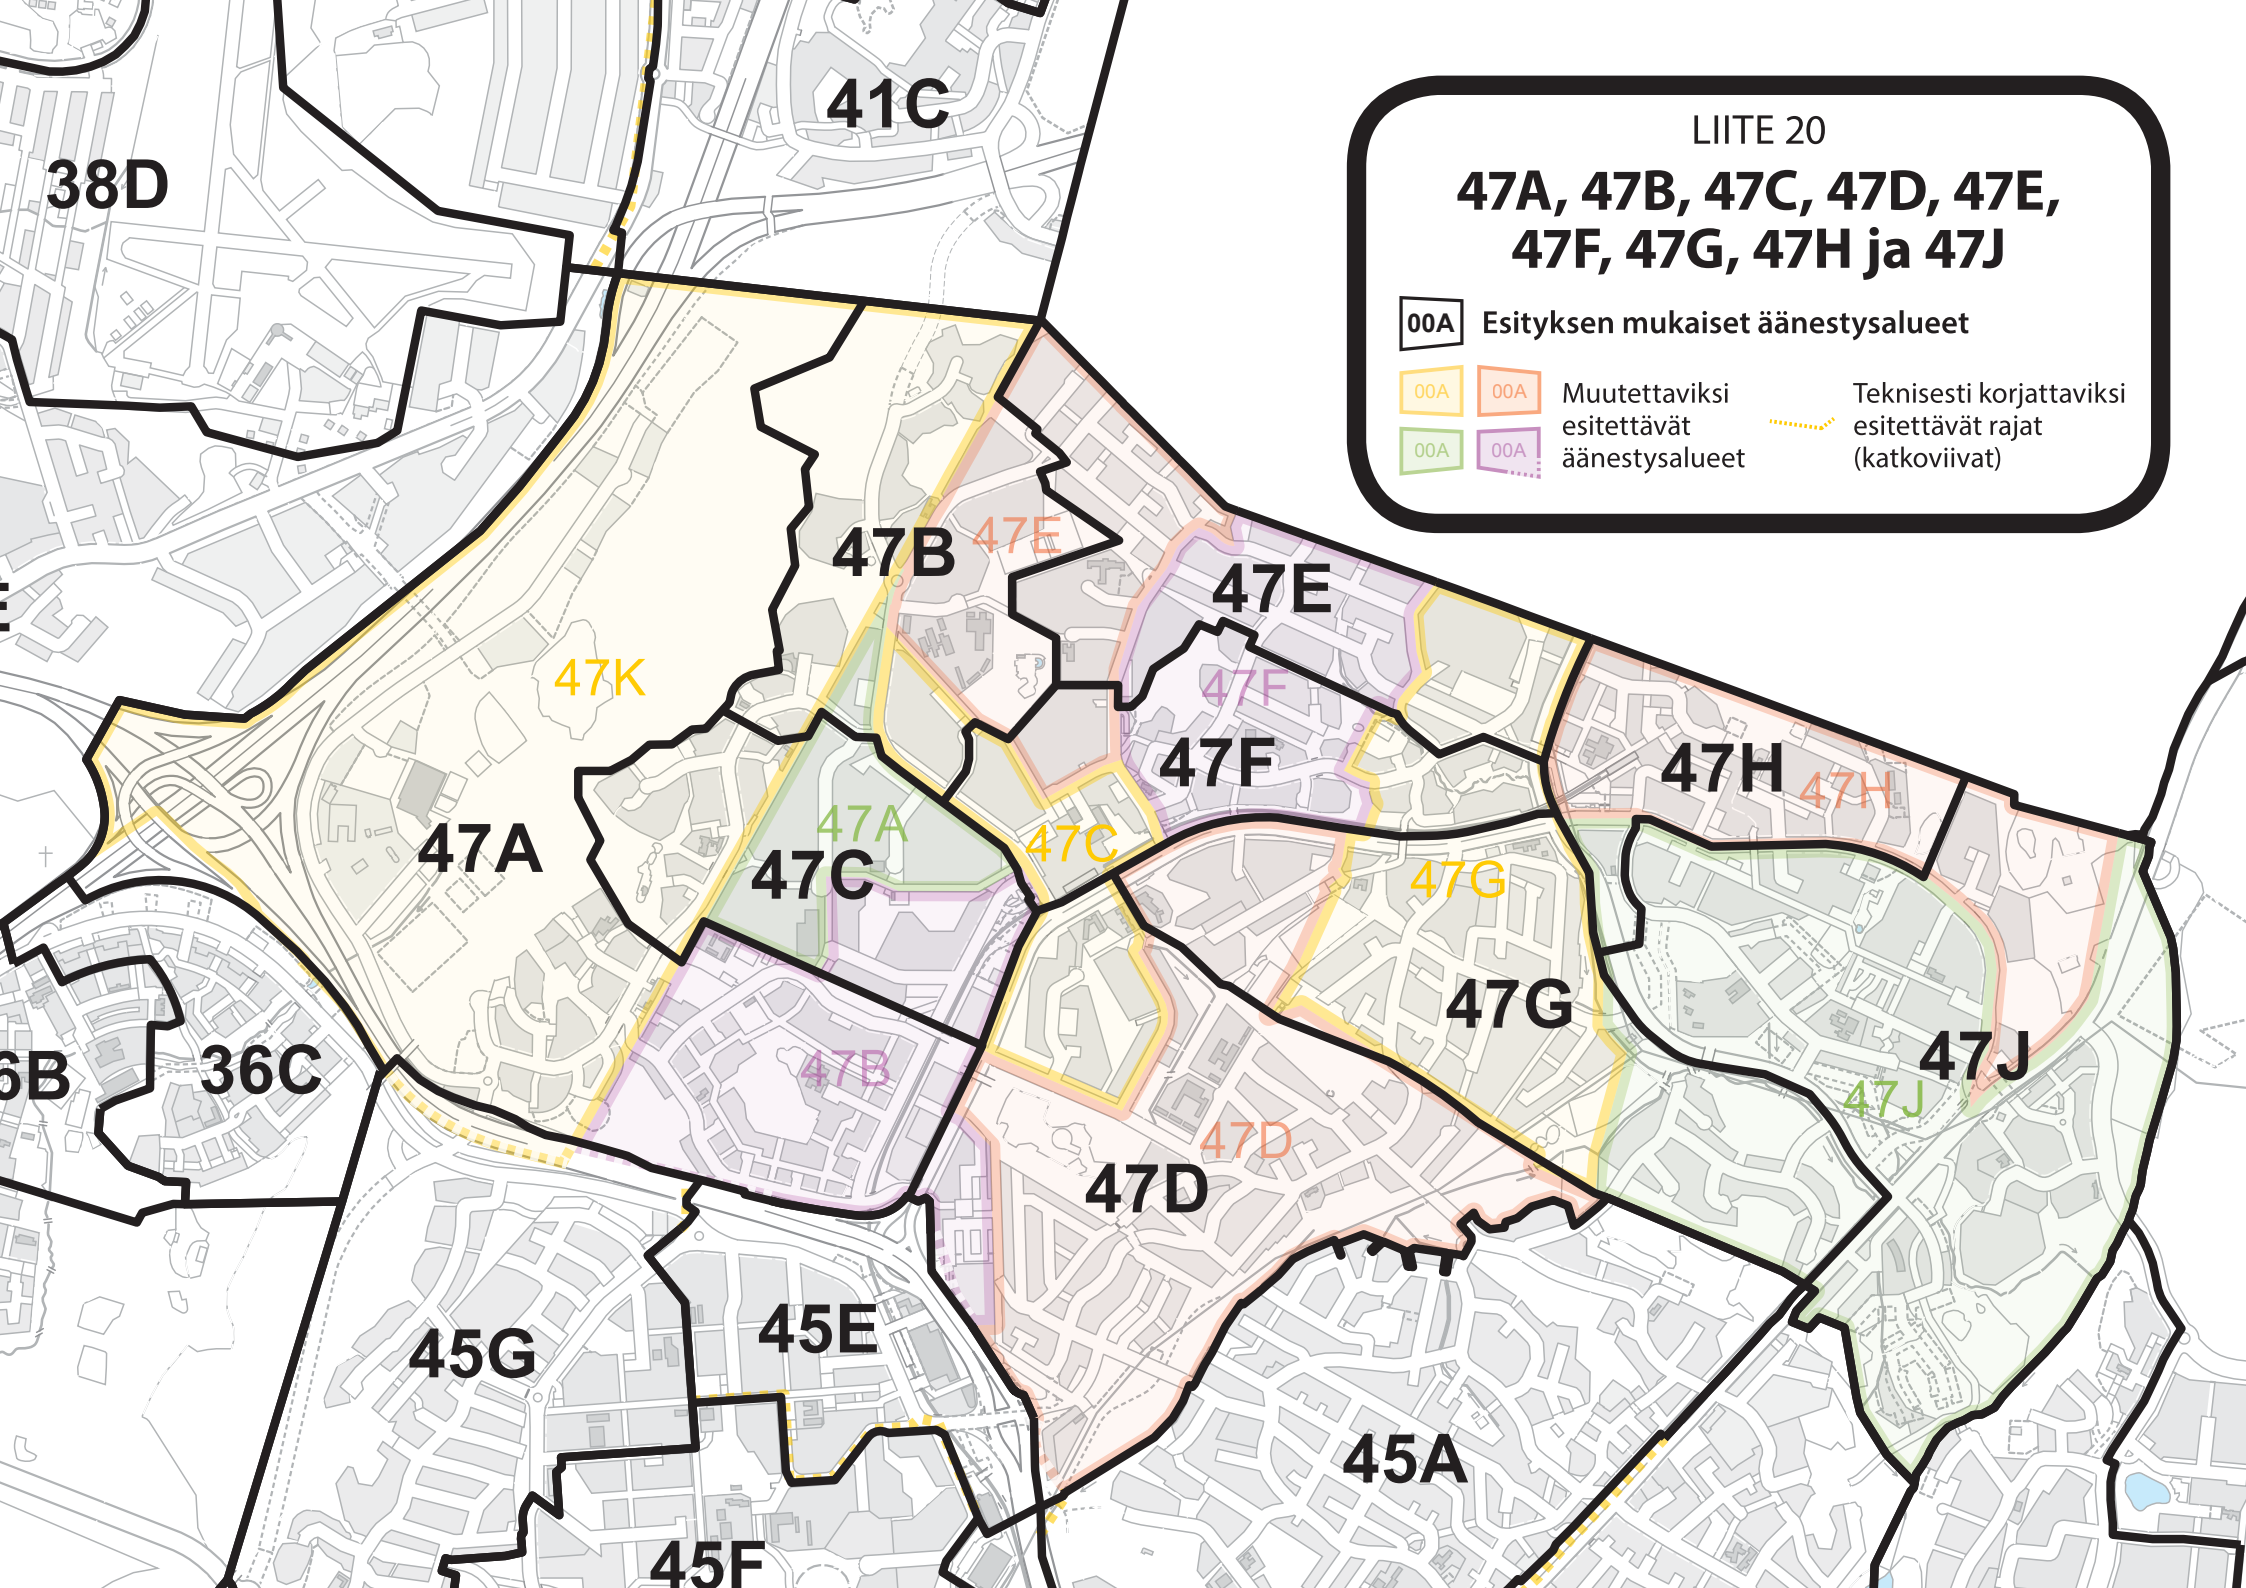 LIITE 20
47A, 47B, 47C, 47D, 47E,
47F, 47G, 47H ja 47J
00A Esityksen mukaiset äänestysalueet
00A 00A
00A 00A
Muutettaviksi
esitettävät
äänestysalueet
Teknisesti korjattaviksi
esitettävät rajat
(katkoviivat)
41C
38D
47B
47E
47E
47K
47F
47F
47H
47H
47A
47A
47C
47C
47G
47G
47J
47J
36C
6B
47B
47D
47D
45G
45E
45A
45F
E